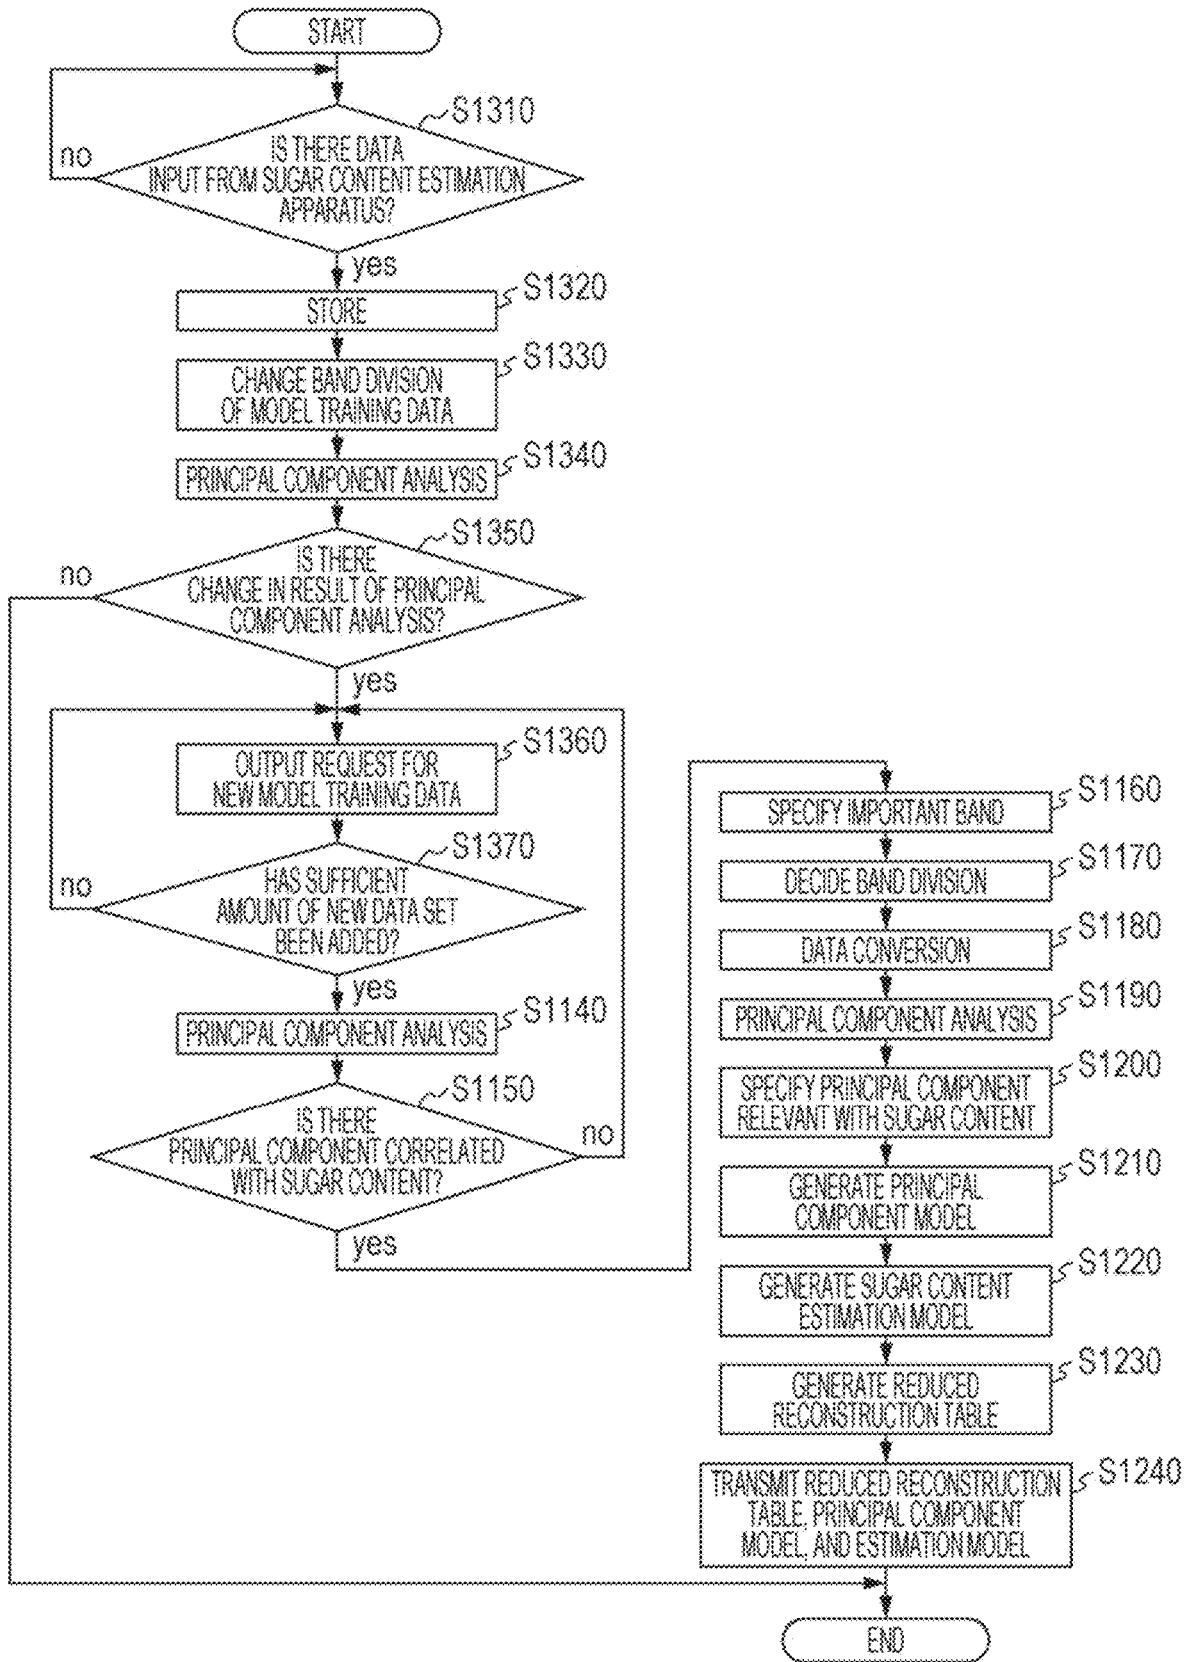 START
S1310
IS THERE DATA
INPUT FROM SUGAR CONTENT ESTIMATION
APPARATUS?
no
yes
S1320
STORE
S1330
CHANGE BAND DIVISION
OF MODEL TRAINING DATA
S1340
PRINCIPAL COMPONENT ANALYSIS
S1350
IS THERE
CHANGE IN RESULT OF PRINCIPAL
COMPONENT ANALYSIS?
no
yes
S1360
OUTPUT REQUEST FOR
NEW MODEL TRAINING DATA
S1370
HAS SUFFICIENT
AMOUNT OF NEW DATA SET
BEEN ADDED?
no
yes
S1140
PRINCIPAL COMPONENT ANALYSIS
S1150
IS THERE
PRINCIPAL COMPONENT CORRELATED
WITH SUGAR CONTENT?
no
yes
S1160
SPECIFY IMPORTANT BAND
S1170
DECIDE BAND DIVISION
S1180
DATA CONVERSION
S1190
PRINCIPAL COMPONENT ANALYSIS
S1200
SPECIFY PRINCIPAL COMPONENT
RELEVANT WITH SUGAR CONTENT
S1210
GENERATE PRINCIPAL
COMPONENT MODEL
S1220
GENERATE SUGAR CONTENT
ESTIMATION MODEL
S1230
GENERATE REDUCED
RECONSTRUCTION TABLE
S1240
TRANSMIT REDUCED RECONSTRUCTION
TABLE, PRINCIPAL COMPONENT
MODEL, AND ESTIMATION MODEL
END